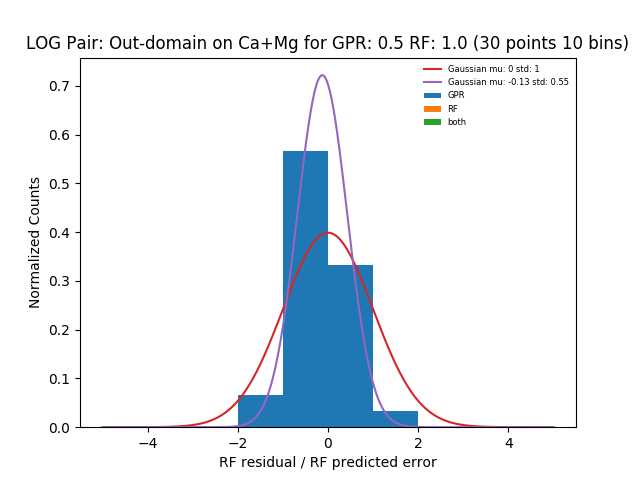 LOG Pair: Out-domain on Ca+Mg for GPR: 0.5 RF: 1.0 (30 points 10 bins)
Gaussian mu: 0 std: 1
Gaussian mu: -0.13 std: 0.55
GPR
RF
both
0.7
0.6
0.5
0.4
0.3
0.2
0.1
0.0
Normalized Counts
−4 −2 0 2 4
RF residual / RF predicted error